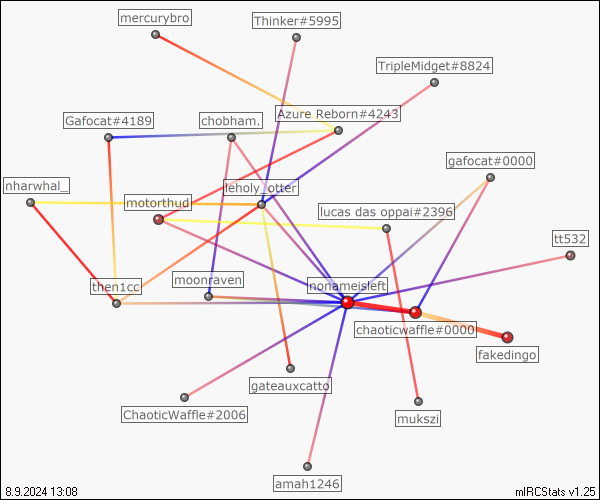 mercurybro
Thinker#5995
TripleMidget#8824
Gafocat#4189
chobham.
Azure Reborn#4243
gafocat#0000
nharwhal_
leholy_otter
motorthud
lucas das oppai#2396
tt532
then1cc
moonraven
nonameisleft
chaoticwaffle#0000
fakedingo
gateauxcatto
ChaoticWaffle#2006
mukszi
amah1246
8.9.2024 13:08
mIRCStats v1.25